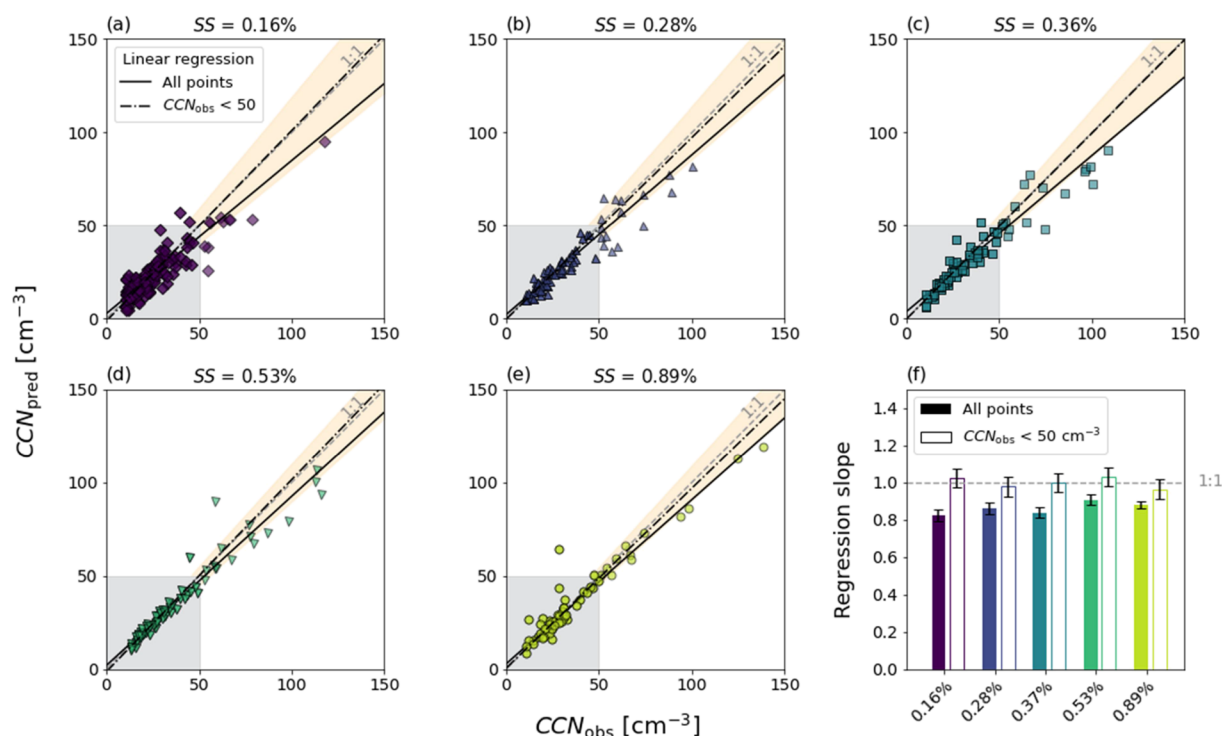 (a) SS = 0.16%
(b) SS = 0.28%
(c) SS = 0.36%
150
100
50
0
0 50 100 150
Linear regression
All points
CCN_obs < 50
1:1
150
100
50
0
0 50 100 150
1:1
150
100
50
0
0 50 100 150
1:1
CCN_pred [cm⁻³]
(d) SS = 0.53%
(e) SS = 0.89%
(f)
150
100
50
0
0 50 100 150
1:1
150
100
50
0
0 50 100 150
1:1
CCN_obs [cm⁻³]
Regression slope
1.4
1.2
1.0
0.8
0.6
0.4
0.2
0.0
All points
CCN_obs < 50 cm⁻³
1:1
0.16% 0.28% 0.37% 0.53% 0.89%